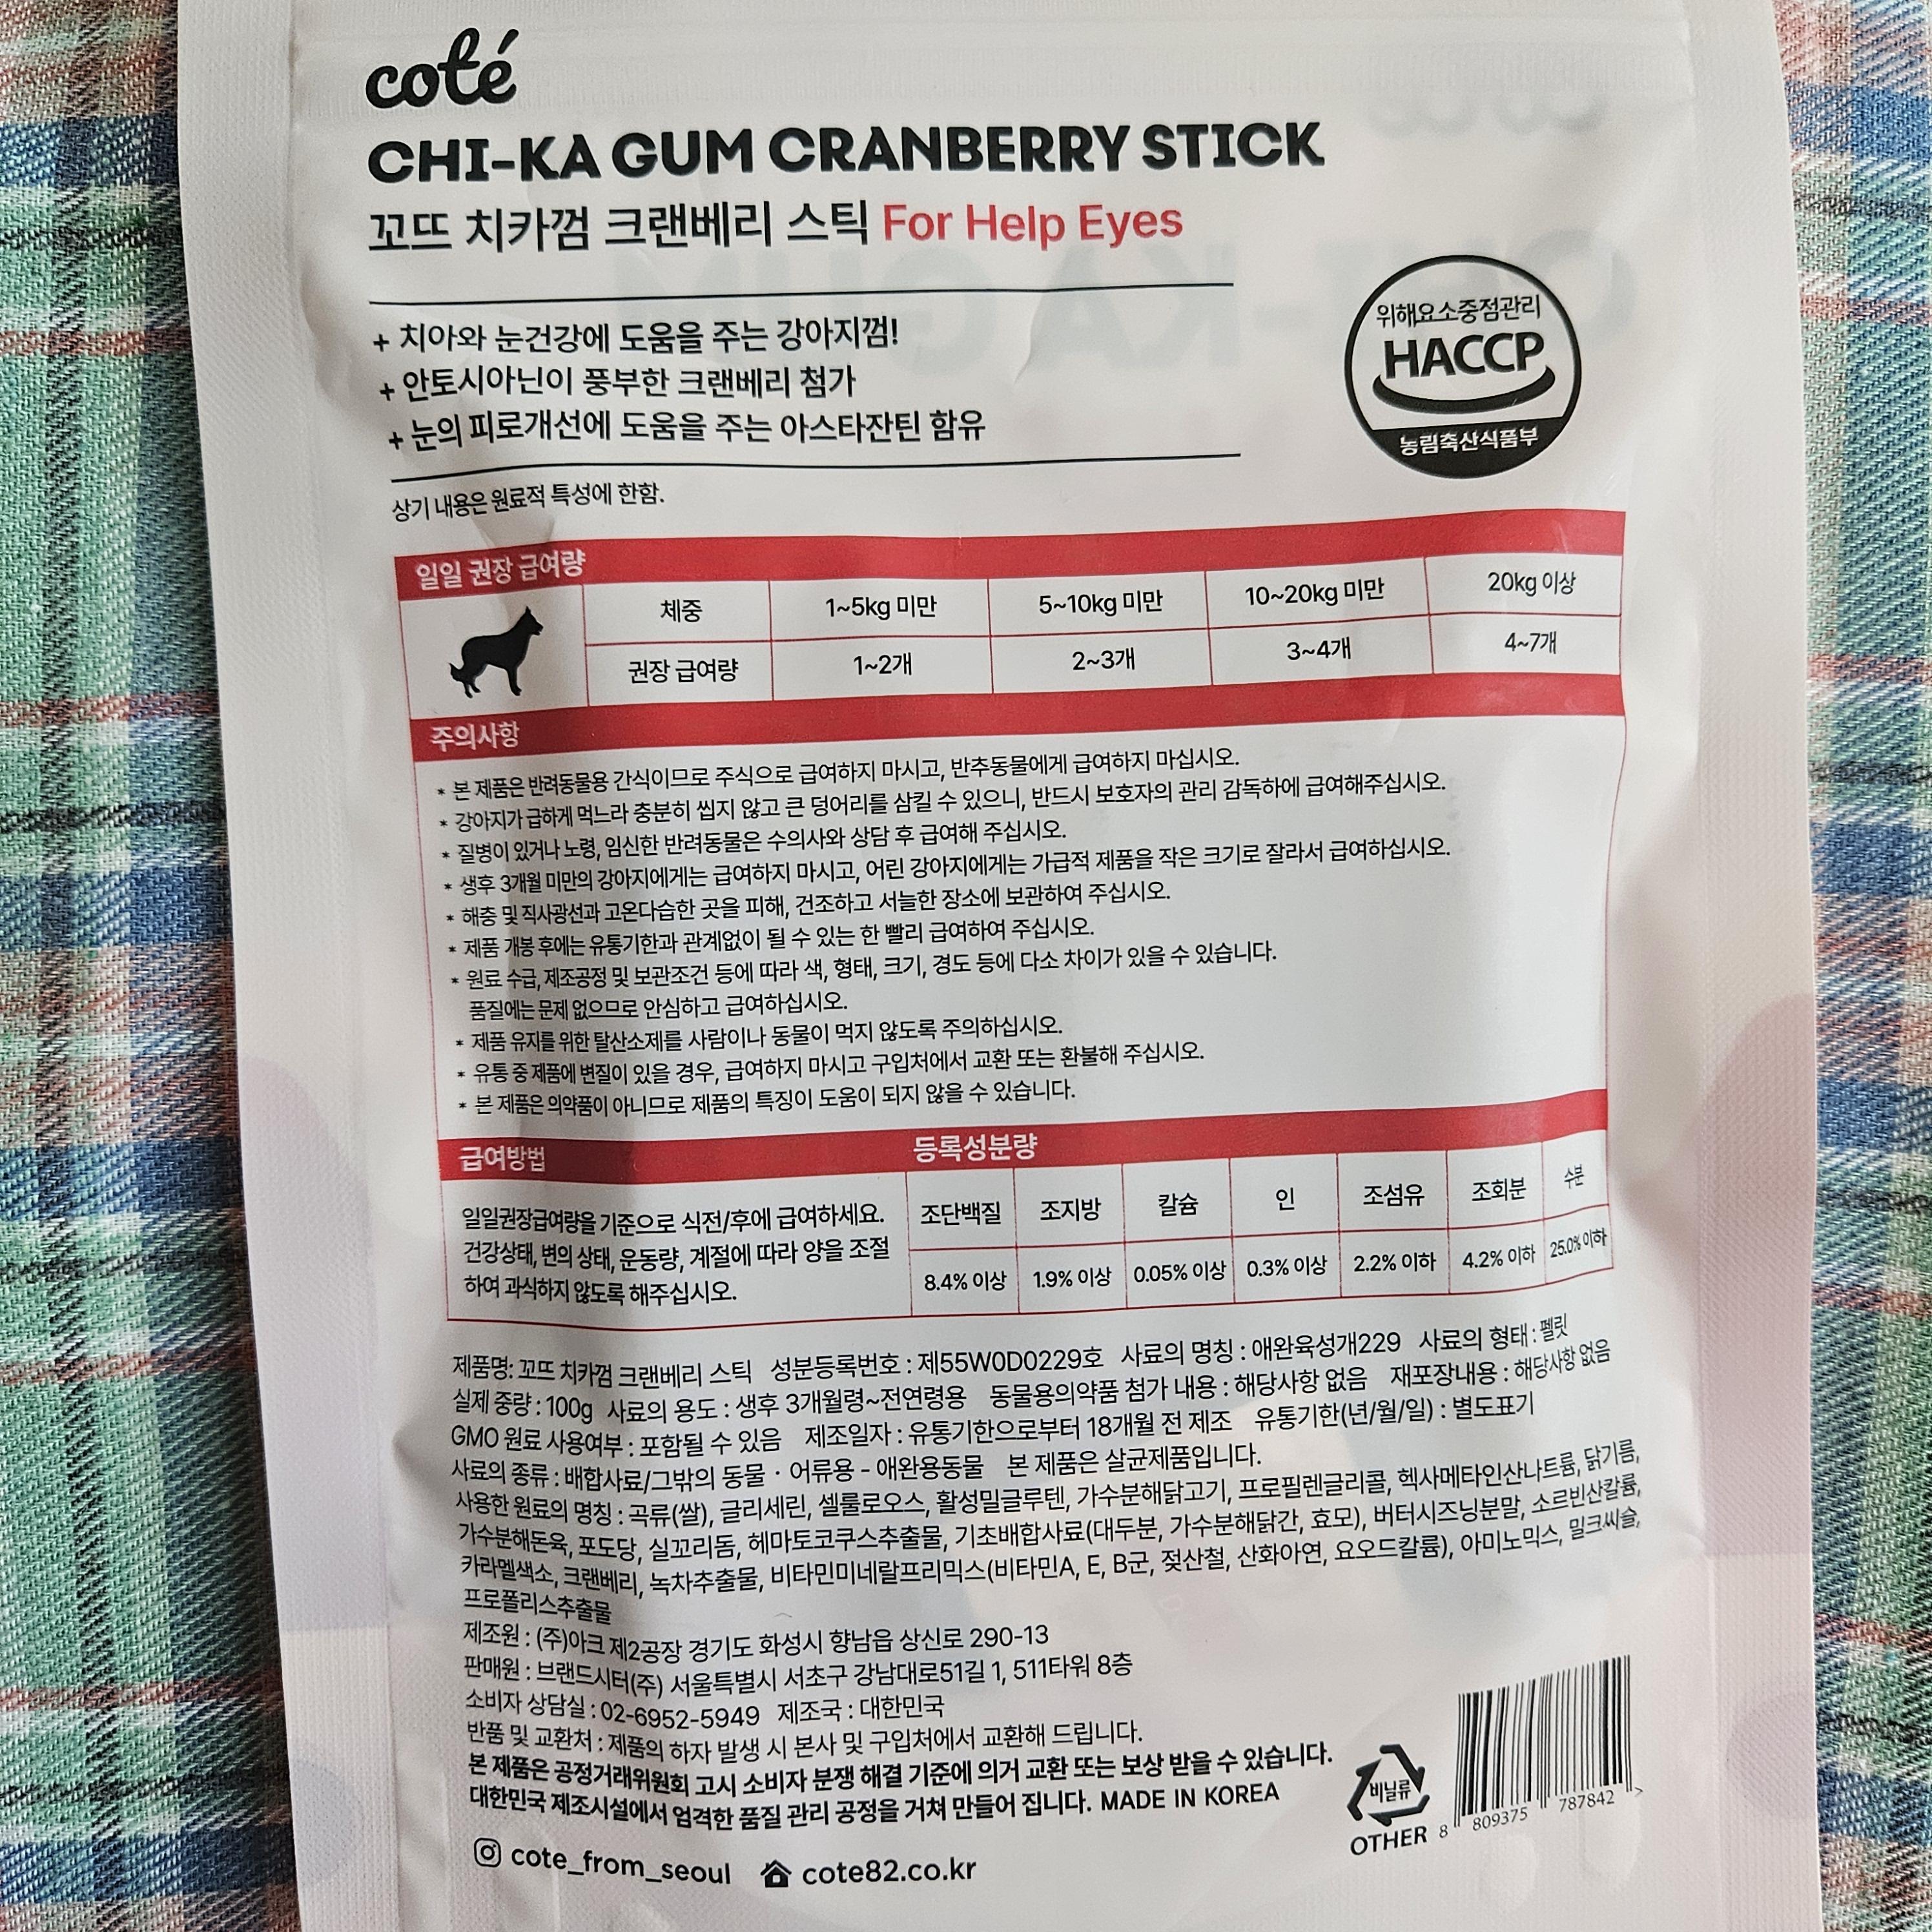 coté
CHI-KA GUM CRANBERRY STICK
꼬뜨 치카껌 크랜베리 스틱 For Help Eyes
+ 치아와 눈건강에 도움을 주는 강아지껌!
+ 안토시아닌이 풍부한 크랜베리 첨가
+ 눈의 피로개선에 도움을 주는 아스타잔틴 함유
위해요소중점관리
HACCP
농림축산식품부
상기 내용은 원료적 특성에 한함.
일일 권장 급여량
체중 1~5kg 미만 5~10kg 미만 10~20kg 미만 20kg 이상
권장 급여량 1~2개 2~3개 3~4개 4~7개
주의사항
* 본 제품은 반려동물용 간식이므로 주식으로 급여하지 마시고, 반추동물에게 급여하지 마십시오.
* 강아지가 급하게 먹느라 충분히 씹지 않고 큰 덩어리를 삼킬 수 있으니, 반드시 보호자의 관리 감독하에 급여해주십시오.
* 질병이 있거나 노령, 임신한 반려동물은 수의사와 상담 후 급여해 주십시오.
* 생후 3개월 미만의 강아지에게는 급여하지 마시고, 어린 강아지에게는 가급적 제품을 작은 크기로 잘라서 급여하십시오.
* 해충 및 직사광선과 고온다습한 곳을 피해, 건조하고 서늘한 장소에 보관하여 주십시오.
* 제품 개봉 후에는 유통기한과 관계없이 될 수 있는 한 빨리 급여하여 주십시오.
* 원료 수급, 제조공정 및 보관조건 등에 따라 색, 형태, 크기, 경도 등에 다소 차이가 있을 수 있습니다.
품질에는 문제 없으므로 안심하고 급여하십시오.
* 제품 유지를 위한 탈산소제를 사람이나 동물이 먹지 않도록 주의하십시오.
* 유통 중 제품에 변질이 있을 경우, 급여하지 마시고 구입처에서 교환 또는 환불해 주십시오.
* 본 제품은 의약품이 아니므로 제품의 특징이 도움이 되지 않을 수 있습니다.
급여방법
일일권장급여량을 기준으로 식전/후에 급여하세요.
건강상태, 변의 상태, 운동량, 계절에 따라 양을 조절
하여 과식하지 않도록 해주십시오.
등록성분량
조단백질 조지방 칼슘 인 조섬유 조회분 수분
8.4% 이상 1.9% 이상 0.05% 이상 0.3% 이상 2.2% 이하 4.2% 이하 25.0% 이하
제품명: 꼬뜨 치카껌 크랜베리 스틱 성분등록번호 : 제55W0D0229호 사료의 명칭 : 애완육성개229 사료의 형태 : 펠릿
실제 중량 : 100g 사료의 용도 : 생후 3개월령~전연령용 동물용의약품 첨가 내용 : 해당사항 없음 재포장내용 : 해당사항 없음
GMO 원료 사용여부 : 포함될 수 있음 제조일자 : 유통기한으로부터 18개월 전 제조 유통기한(년/월/일) : 별도표기
사료의 종류 : 배합사료/그밖의 동물 · 어류용 - 애완용동물 본 제품은 살균제품입니다.
사용한 원료의 명칭 : 곡류(쌀), 글리세린, 셀룰로오스, 활성밀글루텐, 가수분해닭고기, 프로필렌글리콜, 헥사메타인산나트륨, 닭기름,
가수분해돈육, 포도당, 실꼬리돔, 헤마토코쿠스추출물, 기초배합사료(대두분, 가수분해닭간, 효모), 버터시즈닝분말, 소르빈산칼륨,
카라멜색소, 크랜베리, 녹차추출물, 비타민미네랄프리믹스(비타민A, E, B군, 젖산철, 산화아연, 요오드칼륨), 아미노믹스, 밀크씨슬,
프로폴리스추출물
제조원 : (주)아크 제2공장 경기도 화성시 향남읍 상신로 290-13
판매원 : 브랜드시터(주) 서울특별시 서초구 강남대로51길 1, 511타워 8층
소비자 상담실 : 02-6952-5949 제조국 : 대한민국
반품 및 교환처 : 제품의 하자 발생 시 본사 및 구입처에서 교환해 드립니다.
본 제품은 공정거래위원회 고시 소비자 분쟁 해결 기준에 의거 교환 또는 보상 받을 수 있습니다.
대한민국 제조시설에서 엄격한 품질 관리 공정을 거쳐 만들어 집니다. MADE IN KOREA
cote_from_seoul cote82.co.kr
비닐류
OTHER
8 809375 787842 >